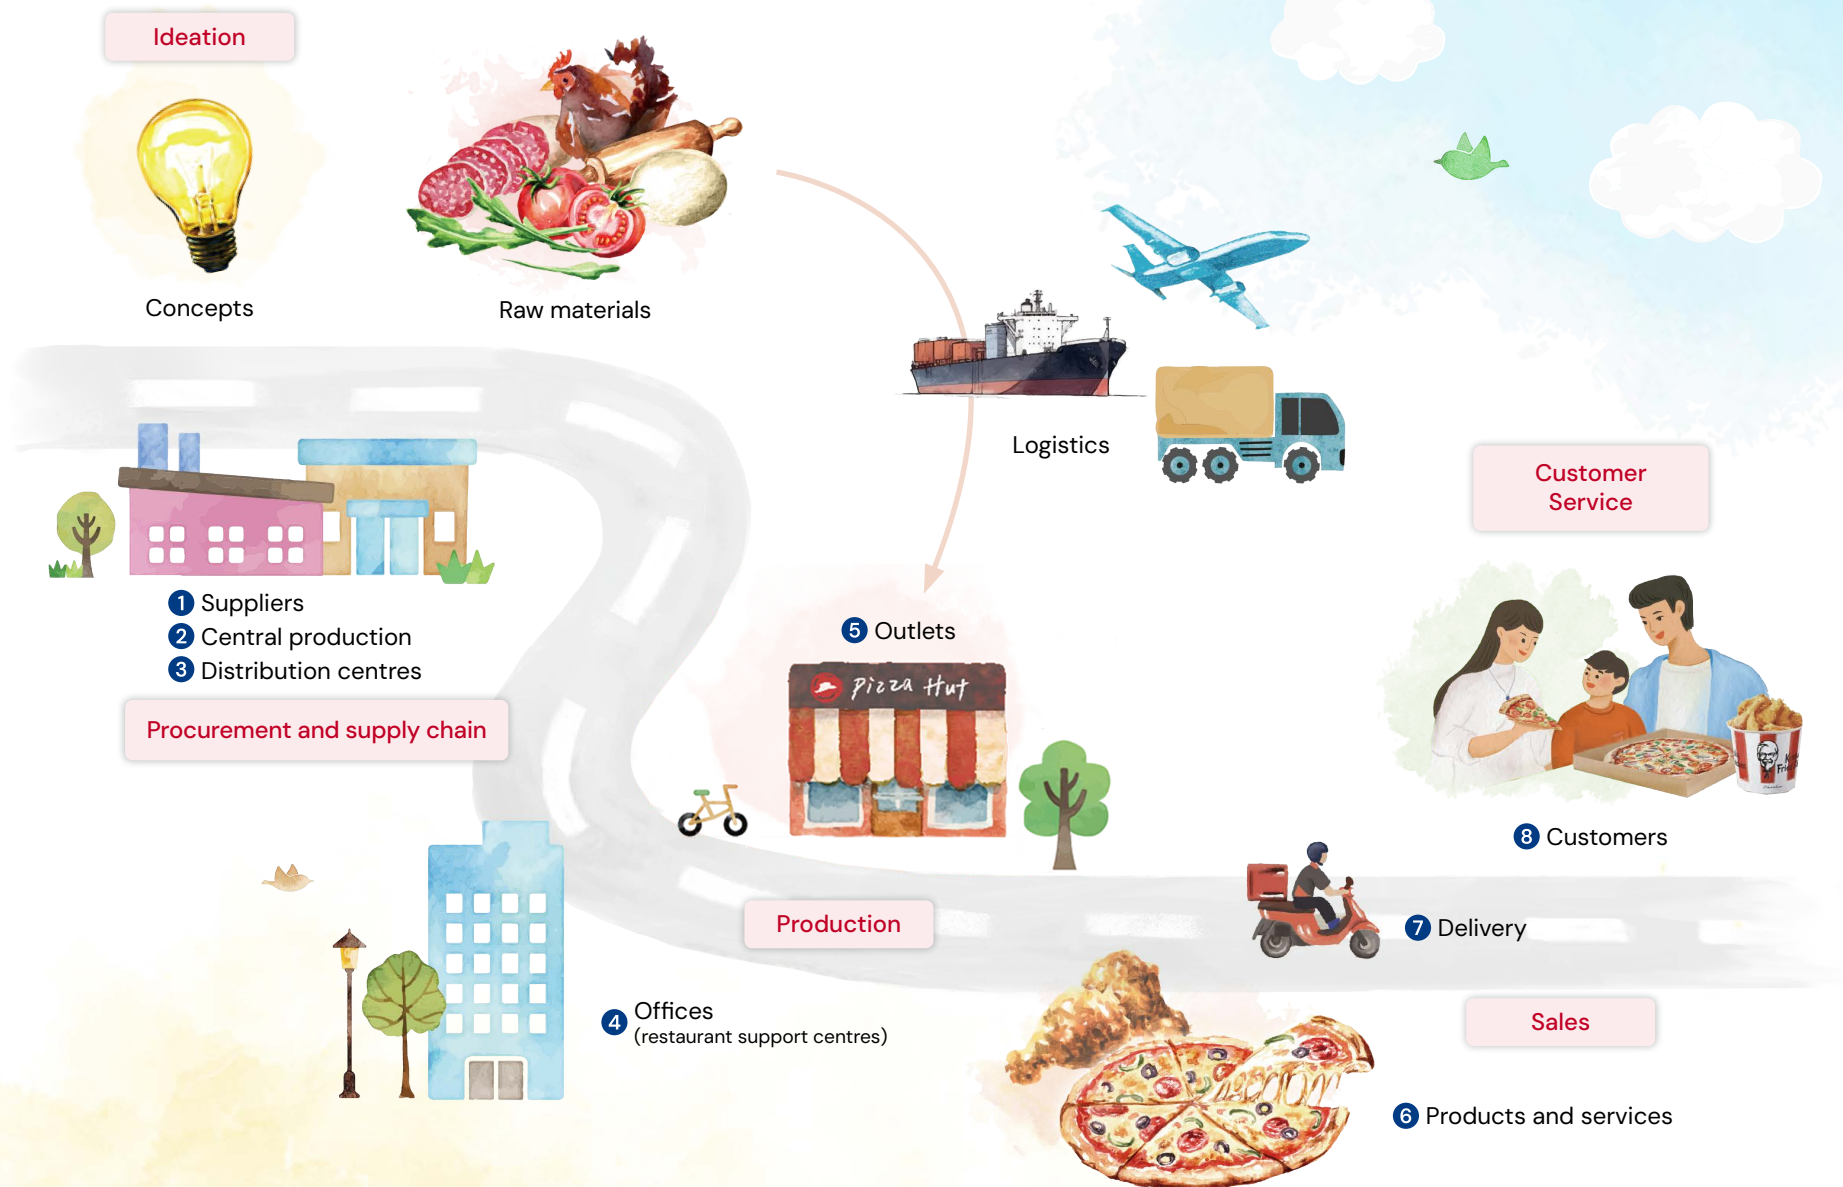 Ideation
Concepts
Raw materials
Logistics
1 Suppliers
2 Central production
3 Distribution centres
Procurement and supply chain
Customer
Service
5 Outlets
Pizza Hut
8 Customers
Production
7 Delivery
4 Offices
(restaurant support centres)
Sales
6 Products and services